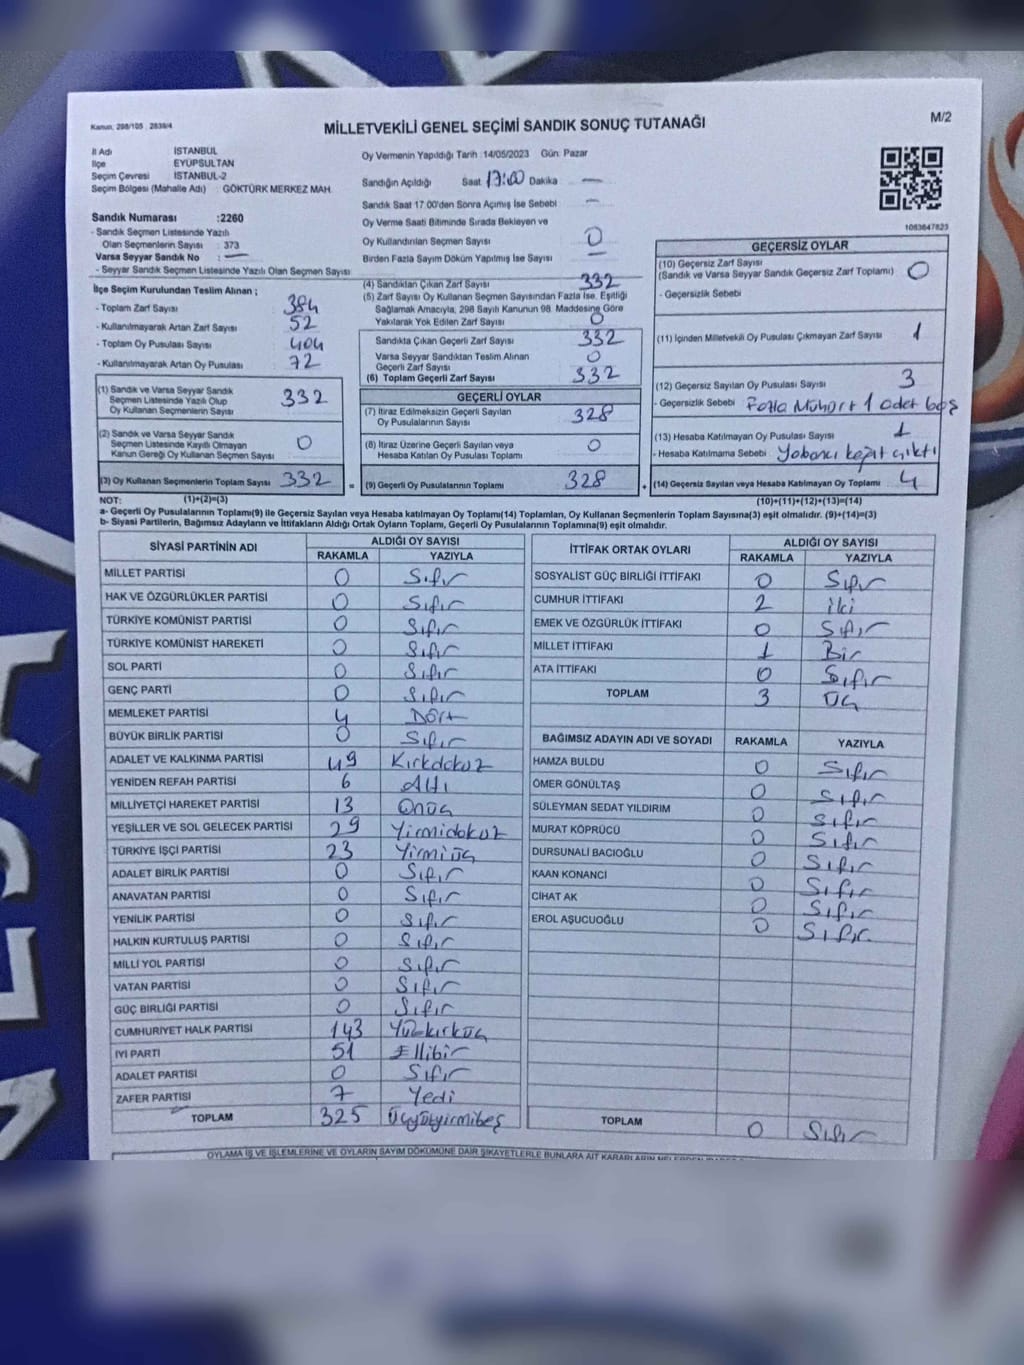 MİLLETVEKİLİ GENEL SEÇİMİ SANDIK SONUÇ TUTANAĞI
M/2
Kanun; 298/105 , 2839/4
İl Adı İSTANBUL
İlçe EYÜPSULTAN
Seçim Çevresi İSTANBUL-2
Seçim Bölgesi (Mahalle Adı) : GÖKTÜRK MERKEZ MAH.
Sandık Numarası :2260
- Sandık Seçmen Listesinde Yazılı
Olan Seçmenlerin Sayısı : 373
Varsa Seyyar Sandık No : —
- Seyyar Sandık Seçmen Listesinde Yazılı Olan Seçmen Sayısı
Oy Vermenin Yapıldığı Tarih :14/05/2023 Gün: Pazar
Sandığın Açıldığı Saat 17:00 Dakika —
Sandık Saat 17.00'den Sonra Açımış İse Sebebi —
Oy Verme Saati Bitiminde Sırada Bekleyen ve
Oy Kullandırılan Seçmen Sayısı 0
Birden Fazla Sayım Döküm Yapılmış İse Sayısı —
1083647823
İlçe Seçim Kurulundan Teslim Alınan ;
- Toplam Zarf Sayısı 384
- Kullanılmayarak Artan Zarf Sayısı 52
- Toplam Oy Pusulası Sayısı 404
- Kullanılmayarak Artan Oy Pusulası 72
(1) Sandık ve Varsa Seyyar Sandık
Seçmen Listesinde Yazılı Olup
Oy Kullanan Seçmenlerin Sayısı 332
(2) Sandık ve Varsa Seyyar Sandık
Seçmen Listesinde Kayıtlı Olmayan
Kanun Gereği Oy Kullanan Seçmen Sayısı 0
(3) Oy Kullanan Seçmenlerin Toplam Sayısı 332
(4) Sandıktan Çıkan Zarf Sayısı 332
(5) Zarf Sayısı Oy Kullanan Seçmen Sayısından Fazla İse, Eşitliği
Sağlamak Amacıyla, 298 Sayılı Kanunun 98. Maddesine Göre
Yakılarak Yok Edilen Zarf Sayısı 0
Sandıkta Çıkan Geçerli Zarf Sayısı 332
Varsa Seyyar Sandıktan Teslim Alınan
Geçerli Zarf Sayısı 0
(6) Toplam Geçerli Zarf Sayısı 332
GEÇERLİ OYLAR
(7) İtiraz Edilmeksizin Geçerli Sayılan
Oy Pusulalarının Sayısı 328
(8) İtiraz Üzerine Geçerli Sayılan veya
Hesaba Katılan Oy Pusulası Toplamı 0
= (9) Geçerli Oy Pusulalarının Toplamı 328
GEÇERSİZ OYLAR
(10) Geçersiz Zarf Sayısı
(Sandık ve Varsa Seyyar Sandık Geçersiz Zarf Toplamı) 0
- Geçersizlik Sebebi
(11) İçinden Milletvekili Oy Pusulası Çıkmayan Zarf Sayısı 1
(12) Geçersiz Sayılan Oy Pusulası Sayısı 3
- Geçersizlik Sebebi Fazla Mühür + 1 adet boş
(13) Hesaba Katılmayan Oy Pusulası Sayısı 1
- Hesaba Katılmama Sebebi Yabancı kağıt çıktı
+ (14) Geçersiz Sayılan veya Hesaba Katılmayan Oy Toplamı 4
NOT: (1)+(2)=(3)
(10)+(11)+(12)+(13)=(14)
a- Geçerli Oy Pusulalarının Toplamı(9) ile Geçersiz Sayılan veya Hesaba katılmayan Oy Toplamı(14) Toplamları, Oy Kullanan Seçmenlerin Toplam Sayısına(3) eşit olmalıdır. (9)+(14)=(3)
b- Siyasi Partilerin, Bağımsız Adayların ve İttifakların Aldığı Ortak Oyların Toplamı, Geçerli Oy Pusulalarının Toplamına(9) eşit olmalıdır.
SİYASİ PARTİNİN ADI ALDIĞI OY SAYISI
RAKAMLA YAZIYLA
MİLLET PARTİSİ 0 Sıfır
HAK VE ÖZGÜRLÜKLER PARTİSİ 0 Sıfır
TÜRKİYE KOMÜNİST PARTİSİ 0 Sıfır
TÜRKİYE KOMÜNİST HAREKETİ 0 Sıfır
SOL PARTİ 0 Sıfır
GENÇ PARTİ 0 Sıfır
MEMLEKET PARTİSİ 4 Dört
BÜYÜK BİRLİK PARTİSİ 0 Sıfır
ADALET VE KALKINMA PARTİSİ 49 Kırkdokuz
YENİDEN REFAH PARTİSİ 6 Altı
MİLLİYETÇİ HAREKET PARTİSİ 13 Onüç
YEŞİLLER VE SOL GELECEK PARTİSİ 29 Yirmidokuz
TÜRKİYE İŞÇİ PARTİSİ 23 Yirmiüç
ADALET BİRLİK PARTİSİ 0 Sıfır
ANAVATAN PARTİSİ 0 Sıfır
YENİLİK PARTİSİ 0 Sıfır
HALKIN KURTULUŞ PARTİSİ 0 Sıfır
MİLLİ YOL PARTİSİ 0 Sıfır
VATAN PARTİSİ 0 Sıfır
GÜÇ BİRLİĞİ PARTİSİ 0 Sıfır
CUMHURİYET HALK PARTİSİ 143 Yüzkırküç
İYİ PARTİ 51 Ellibir
ADALET PARTİSİ 0 Sıfır
ZAFER PARTİSİ 7 Yedi
TOPLAM 325 Üçyüzyirmibeş
İTTİFAK ORTAK OYLARI ALDIĞI OY SAYISI
RAKAMLA YAZIYLA
SOSYALİST GÜÇ BİRLİĞİ İTTİFAKI 0 Sıfır
CUMHUR İTTİFAKI 2 iki
EMEK VE ÖZGÜRLÜK İTTİFAKI 0 Sıfır
MİLLET İTTİFAKI 1 Bir
ATA İTTİFAKI 0 Sıfır
TOPLAM 3 Üç
BAĞIMSIZ ADAYIN ADI VE SOYADI RAKAMLA YAZIYLA
HAMZA BULDU 0 Sıfır
ÖMER GÖNÜLTAŞ 0 Sıfır
SÜLEYMAN SEDAT YILDIRIM 0 Sıfır
MURAT KÖPRÜCÜ 0 Sıfır
DURSUNALİ BACIOĞLU 0 Sıfır
KAAN KONANCI 0 Sıfır
CİHAT AK 0 Sıfır
EROL AŞUCUOĞLU 0 Sıfır
TOPLAM 0 Sıfır
OYLAMA İŞ VE İŞLEMLERİNE VE OYLARIN SAYIM DÖKÜMÜNE DAİR ŞİKAYETLERLE BUNLARA AİT KARARLARIN